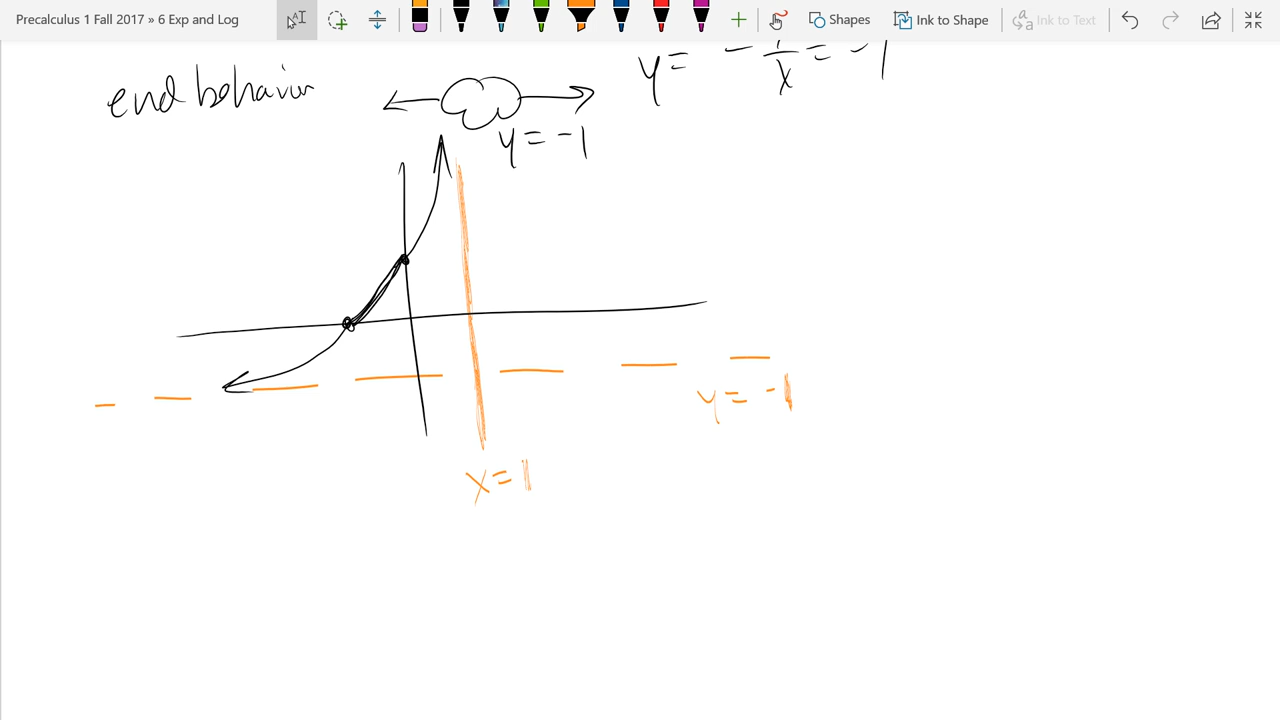 Precalculus 1 Fall 2017 » 6 Exp and Log
Shapes
Ink to Shape
Ink to Text
end behavior
y = - x/x = -1
y = -1
y = -1
x = 1